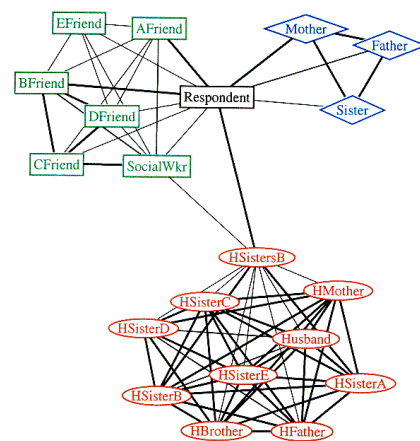 EFriend
AFriend
Mother
Father
BFriend
Respondent
Sister
DFriend
CFriend
SocialWkr
HSistersB
HMother
HSisterC
HSisterD
Husband
HSisterE
HSisterA
HSisterB
HBrother
HFather